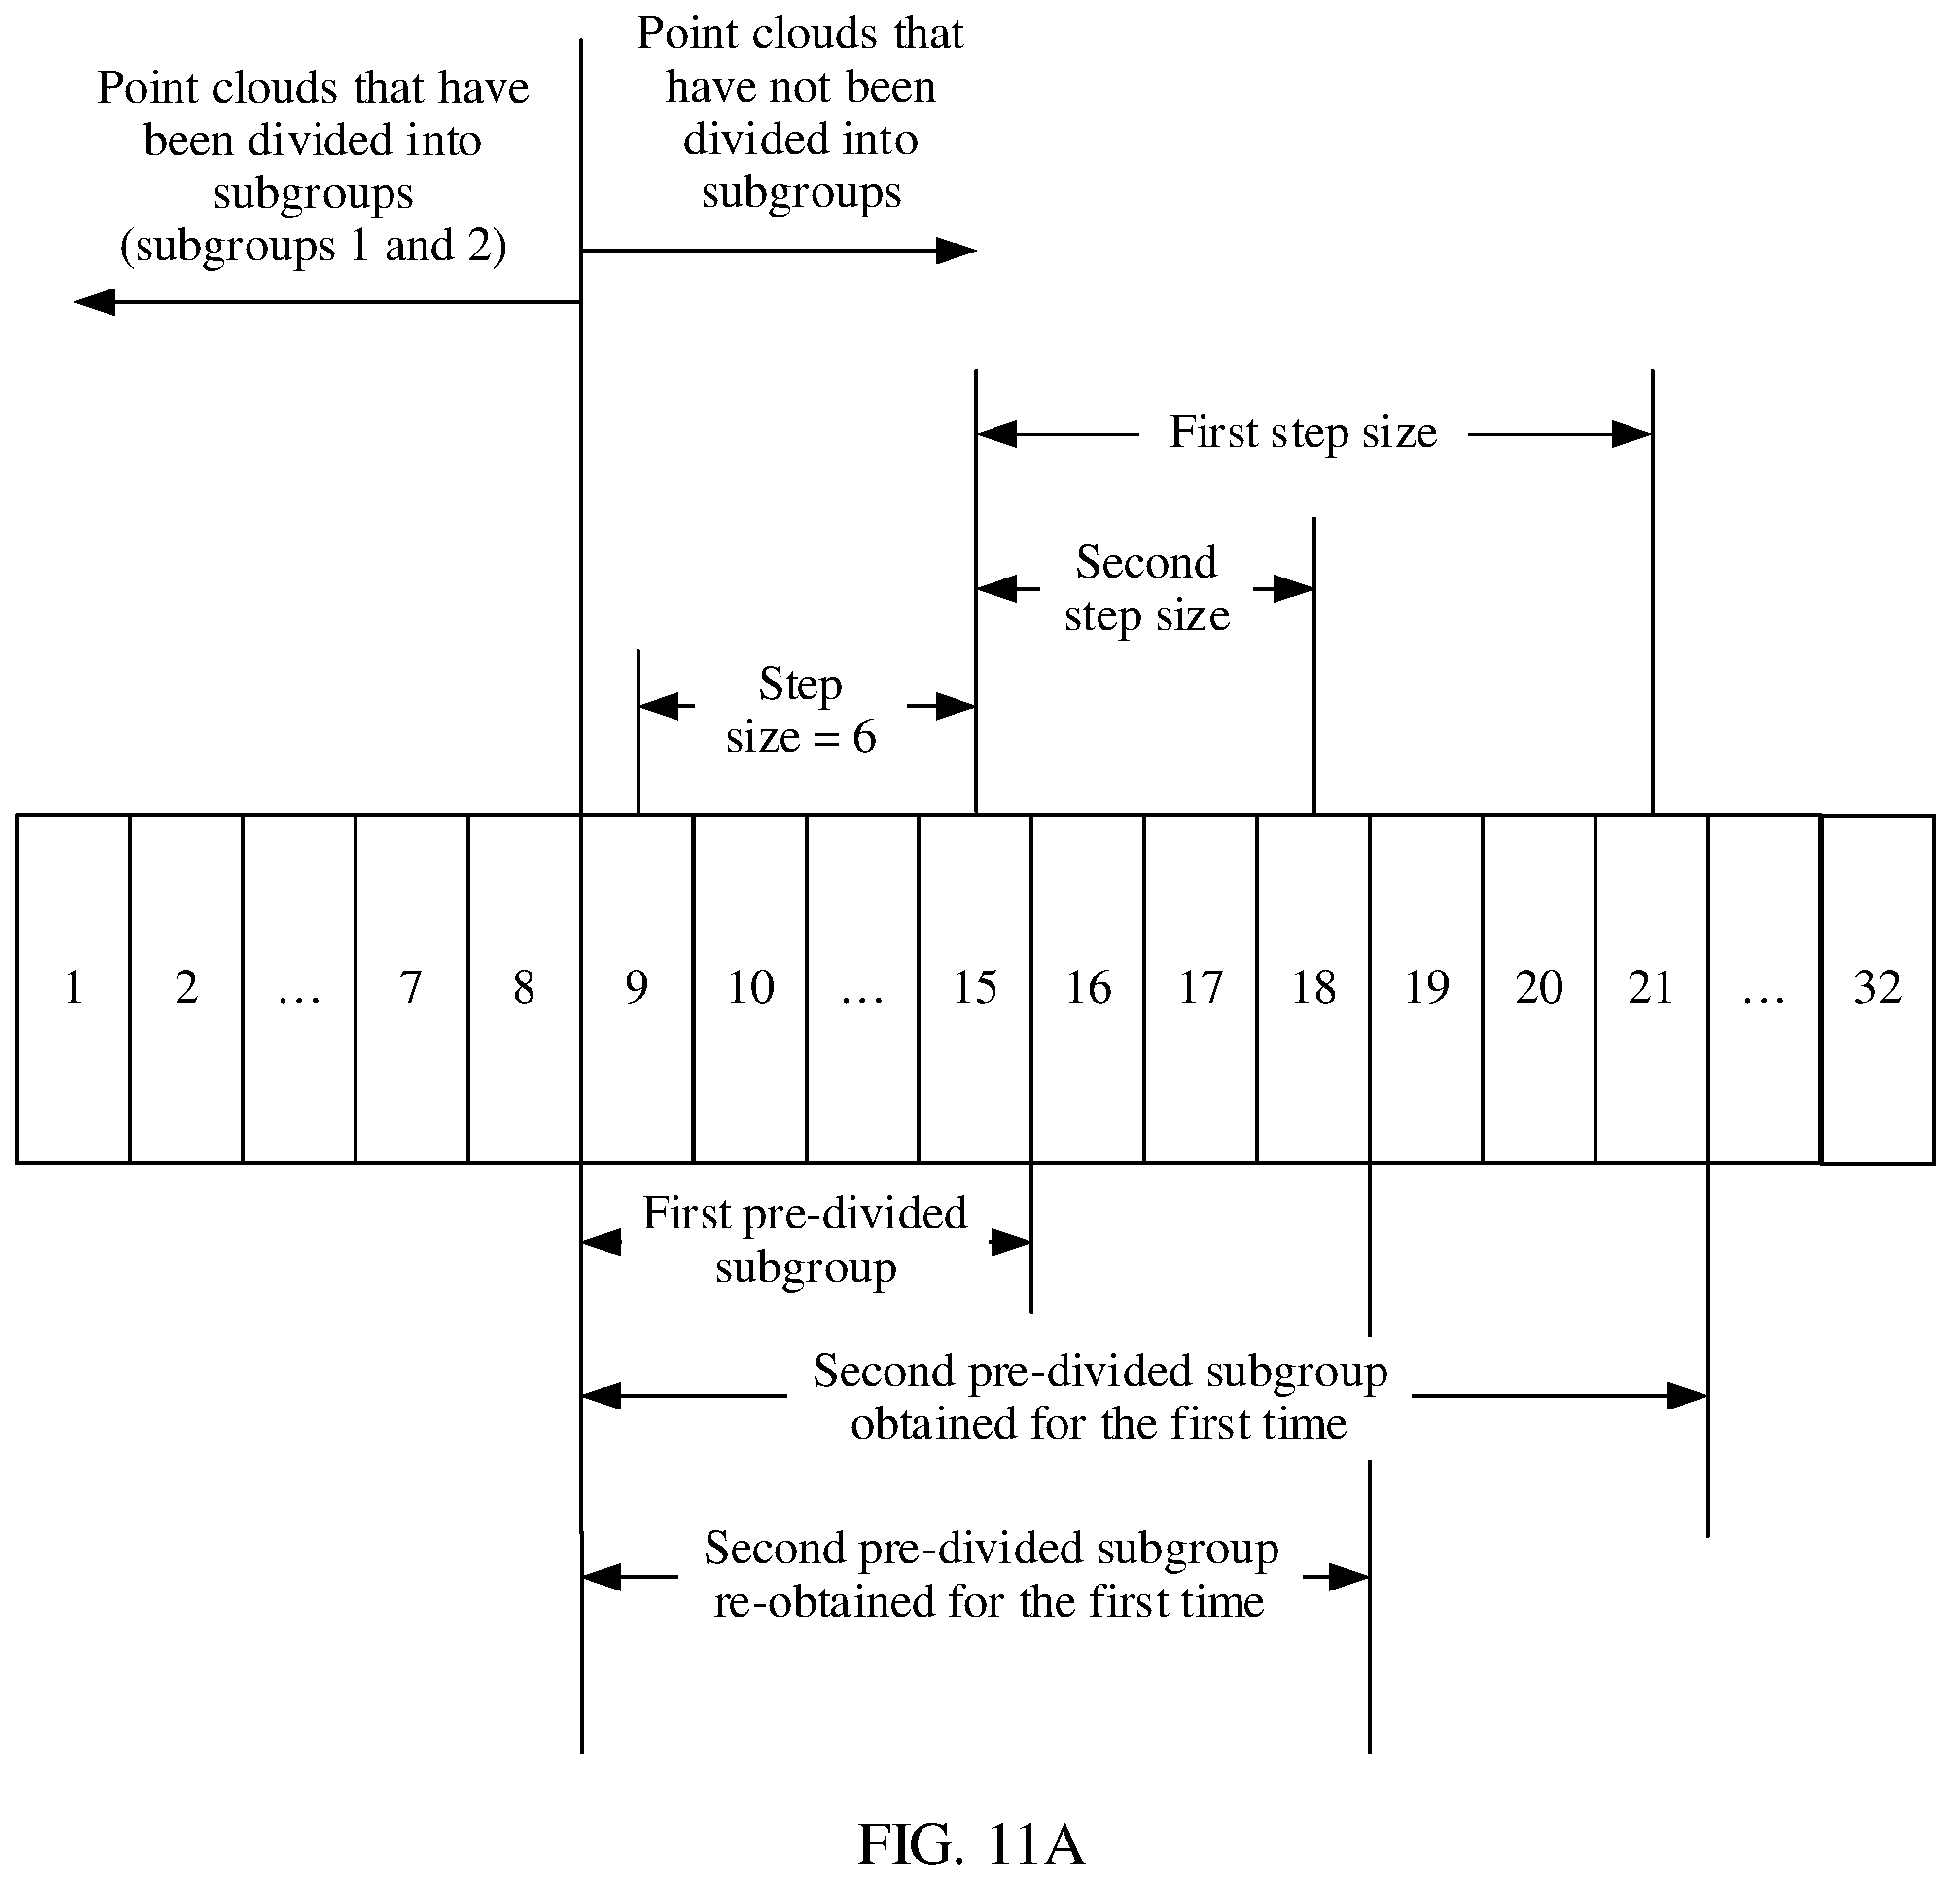 Point clouds that have
been divided into
subgroups
(subgroups 1 and 2)
Point clouds that
have not been
divided into
subgroups
First step size
Second
step size
Step
size = 6
1 2 … 7 8 9 10 … 15 16 17 18 19 20 21 … 32
First pre-divided
subgroup
Second pre-divided subgroup
obtained for the first time
Second pre-divided subgroup
re-obtained for the first time
FIG. 11A